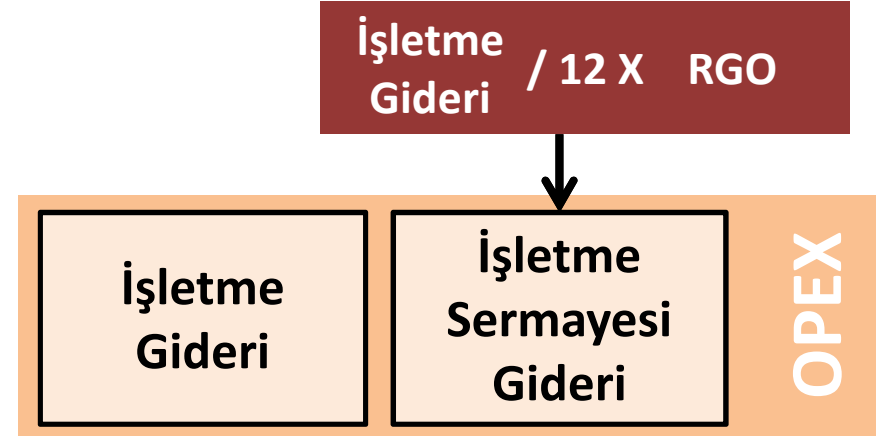 İşletme
Gideri / 12 X RGO
İşletme
Gideri
İşletme
Sermayesi
Gideri
OPEX